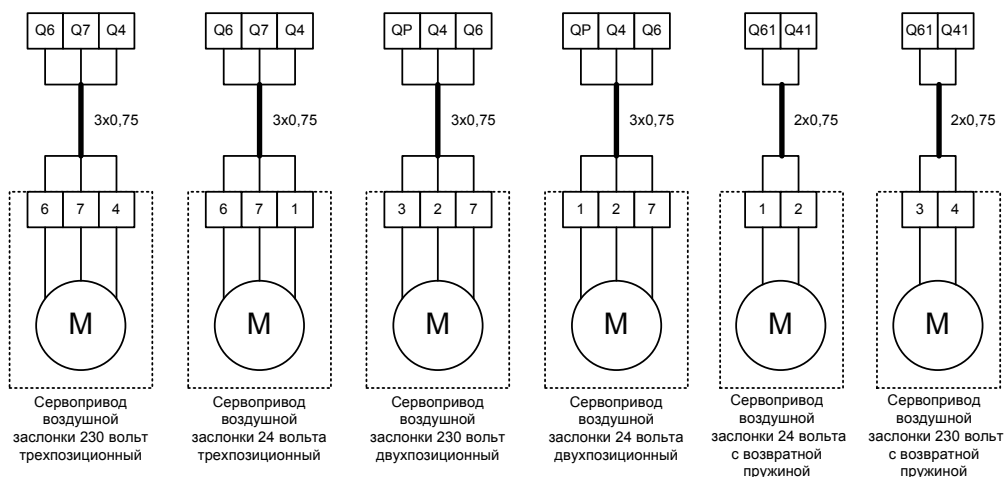 Q6 Q7 Q4
Q6 Q7 Q4
QP Q4 Q6
QP Q4 Q6
Q61 Q41
Q61 Q41
3x0,75
3x0,75
3x0,75
3x0,75
2x0,75
2x0,75
6 7 4
6 7 1
3 2 7
1 2 7
1 2
3 4
M
M
M
M
M
M
Сервопривод
воздушной
заслонки 230 вольт
трехпозиционный
Сервопривод
воздушной
заслонки 24 вольта
трехпозиционный
Сервопривод
воздушной
заслонки 230 вольт
двухпозиционный
Сервопривод
воздушной
заслонки 24 вольта
двухпозиционный
Сервопривод
воздушной
заслонки 24 вольта
с возвратной
пружиной
Сервопривод
воздушной
заслонки 230 вольт
с возвратной
пружиной